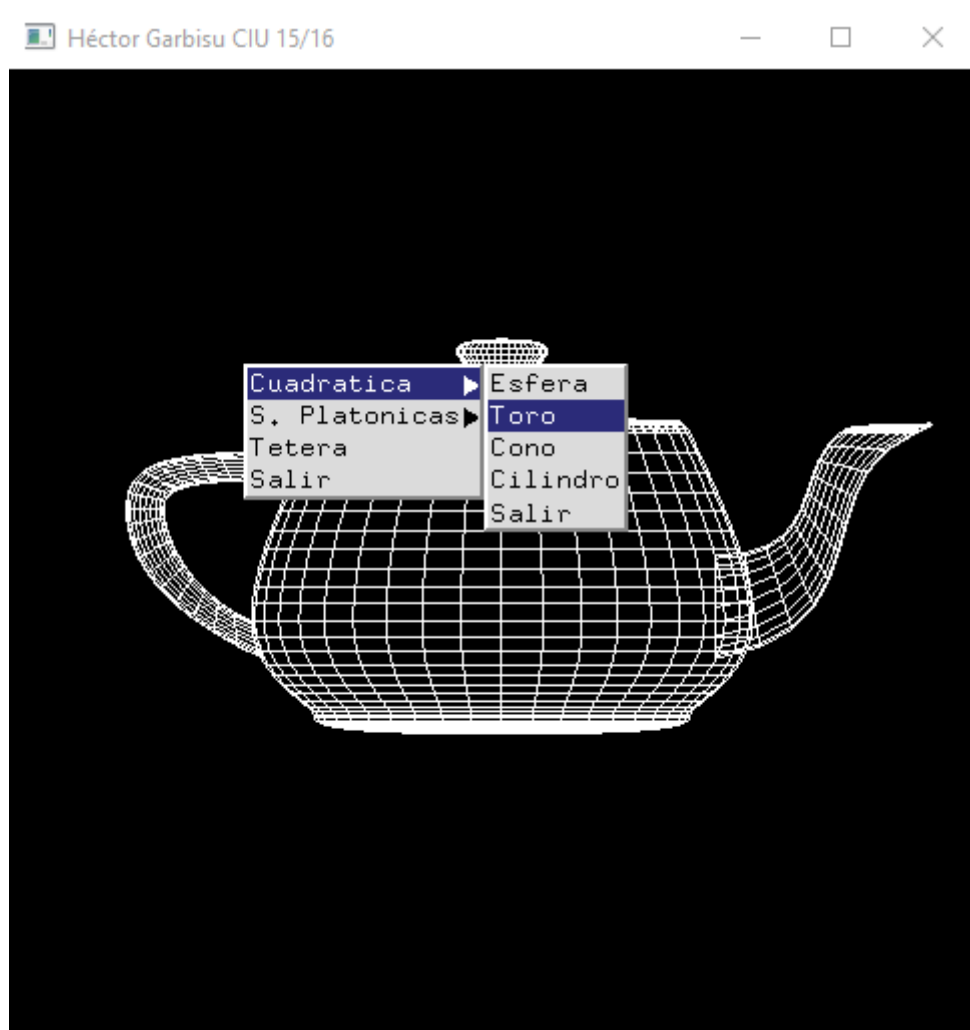 Héctor Garbisu CIU 15/16
Cuadratica
S. Platonicas
Tetera
Salir
Esfera
Toro
Cono
Cilindro
Salir